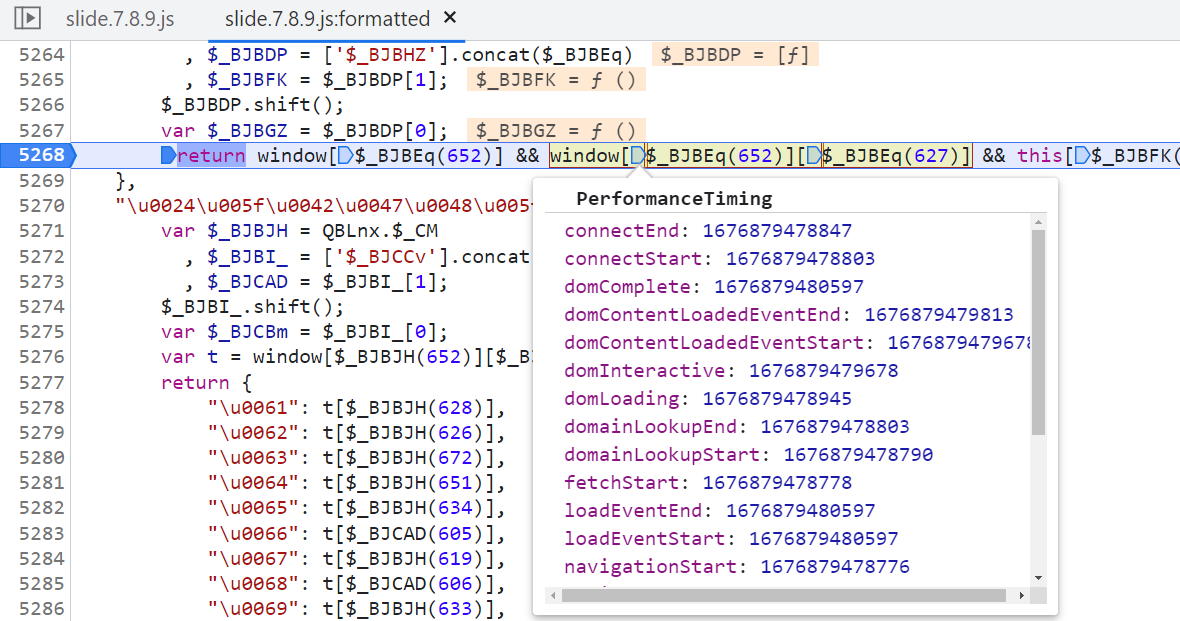 slide.7.8.9.js slide.7.8.9.js:formatted ×
5264 , $_BJBDP = ['$_BJBHZ'].concat($_BJBEq) $_BJBDP = [ƒ]
5265 , $_BJBFK = $_BJBDP[1]; $_BJBFK = ƒ ()
5266 $_BJBDP.shift();
5267 var $_BJBGZ = $_BJBDP[0]; $_BJBGZ = ƒ ()
5268 return window[$_BJBEq(652)] && window[$_BJBEq(652)][$_BJBEq(627)] && this[$_BJBFK(
5269 },
5270 "\u0024\u005f\u0042\u0047\u0048\u005
5271 var $_BJBJH = QBLnx.$_CM
5272 , $_BJBI_ = ['$_BJCCv'].concat
5273 , $_BJCAD = $_BJBI_[1];
5274 $_BJBI_.shift();
5275 var $_BJCBm = $_BJBI_[0];
5276 var t = window[$_BJBJH(652)][$_B
5277 return {
5278 "\u0061": t[$_BJBJH(628)],
5279 "\u0062": t[$_BJBJH(626)],
5280 "\u0063": t[$_BJBJH(672)],
5281 "\u0064": t[$_BJBJH(651)],
5282 "\u0065": t[$_BJBJH(634)],
5283 "\u0066": t[$_BJCAD(605)],
5284 "\u0067": t[$_BJBJH(619)],
5285 "\u0068": t[$_BJCAD(606)],
5286 "\u0069": t[$_BJBJH(633)],
PerformanceTiming
connectEnd: 1676879478847
connectStart: 1676879478803
domComplete: 1676879480597
domContentLoadedEventEnd: 1676879479813
domContentLoadedEventStart: 1676879479678
domInteractive: 1676879479678
domLoading: 1676879478945
domainLookupEnd: 1676879478803
domainLookupStart: 1676879478790
fetchStart: 1676879478778
loadEventEnd: 1676879480597
loadEventStart: 1676879480597
navigationStart: 1676879478776